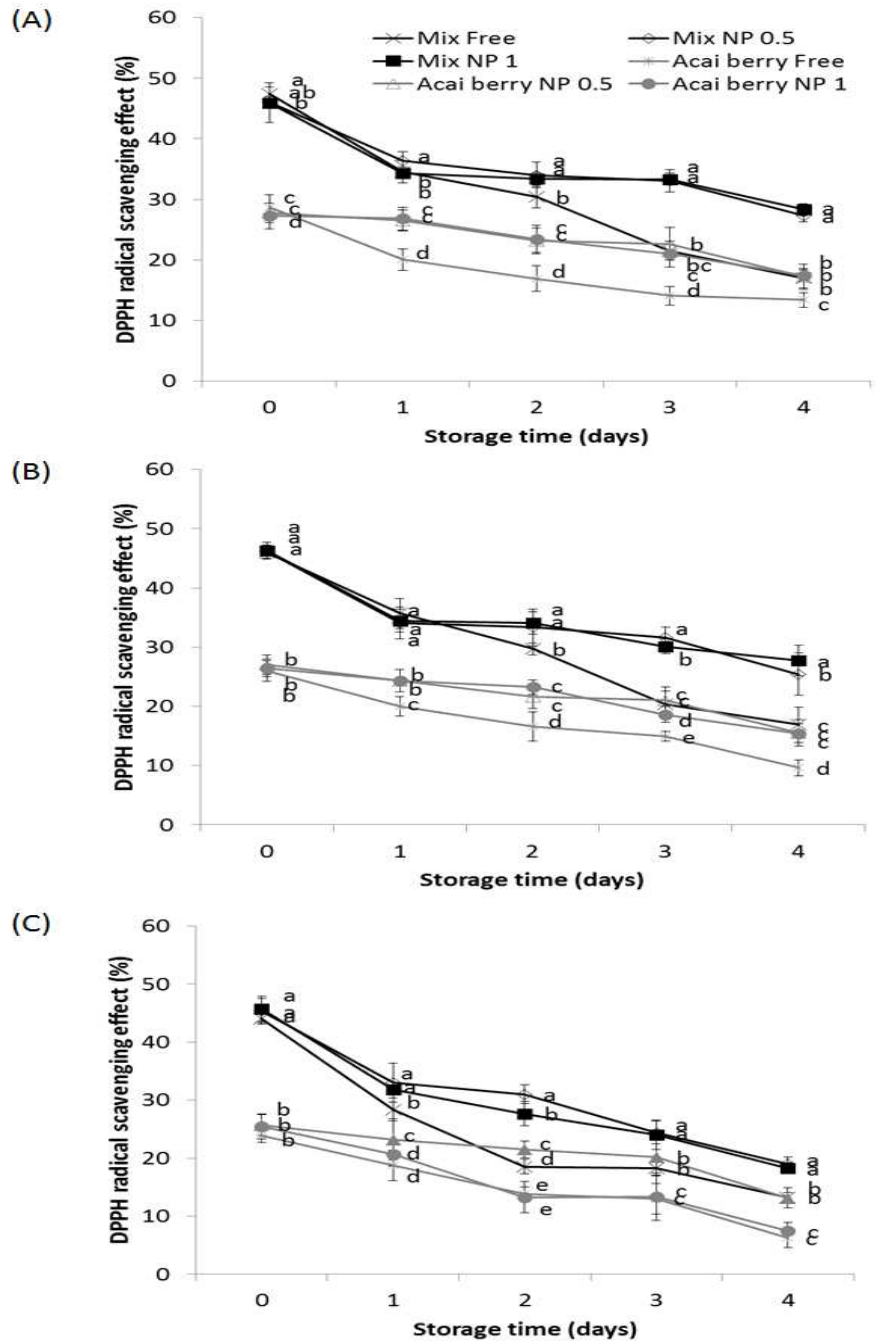 (A)
DPPH radical scavenging effect (%)
60
50
40
30
20
10
0
Mix Free
Mix NP 0.5
Mix NP 1
Acai berry Free
Acai berry NP 0.5
Acai berry NP 1
a
ab
b
c
c
d
a
b
b
c
c
d
a
a
b
c
c
d
a
a
b
bc
c
d
a
a
b
b
b
c
0 1 2 3 4
Storage time (days)
(B)
DPPH radical scavenging effect (%)
60
50
40
30
20
10
0
a
a
a
b
b
b
a
a
a
b
b
c
a
a
b
c
c
d
a
b
c
c
d
e
a
b
c
c
c
d
0 1 2 3 4
Storage time (days)
(C)
DPPH radical scavenging effect (%)
60
50
40
30
20
10
0
a
a
a
b
b
b
a
a
b
c
d
d
a
b
c
d
e
e
a
a
b
b
c
c
a
a
b
b
c
c
0 1 2 3 4
Storage time (days)